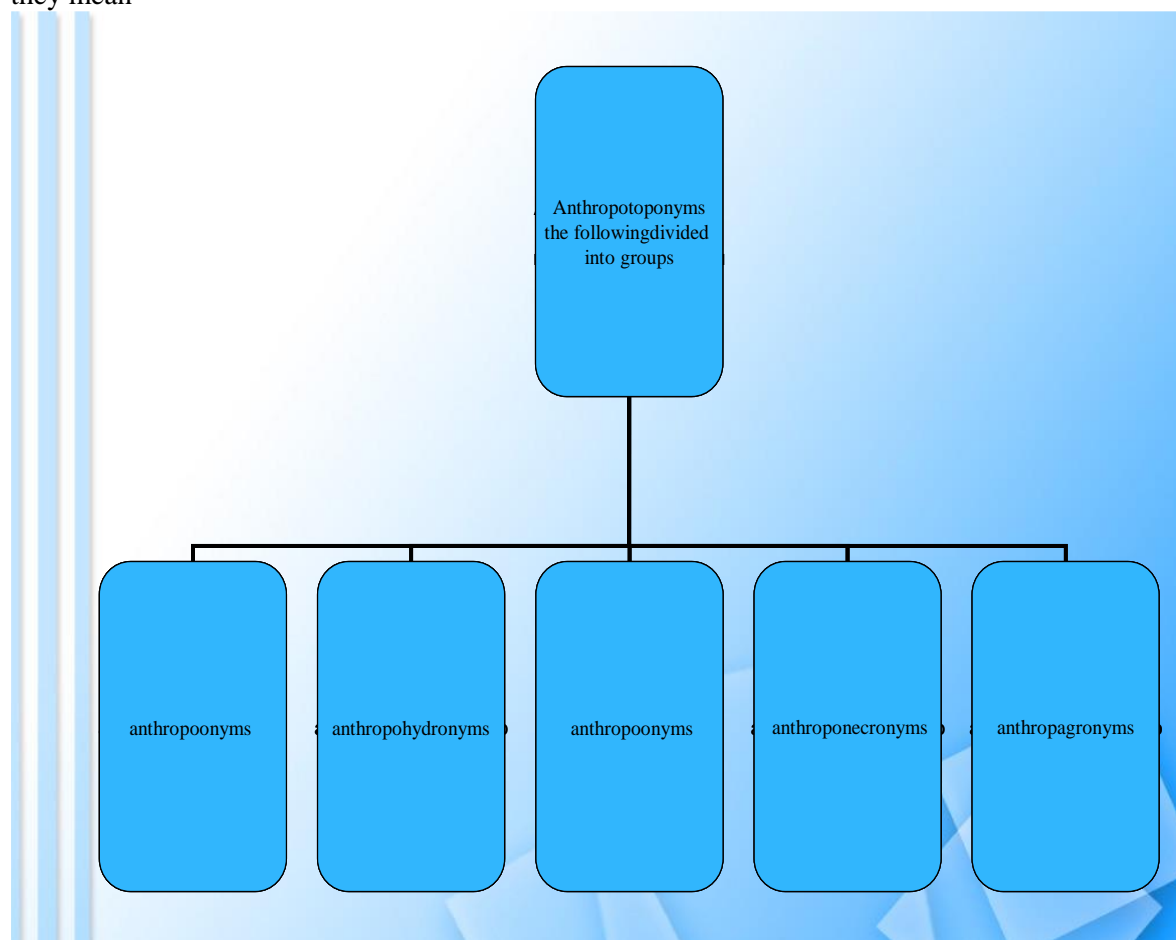 they mean
Anthropotoponyms
the followingdivided
into groups
anthropoonyms
anthropohydronyms
anthropoonyms
anthroponecronyms
anthropagronyms